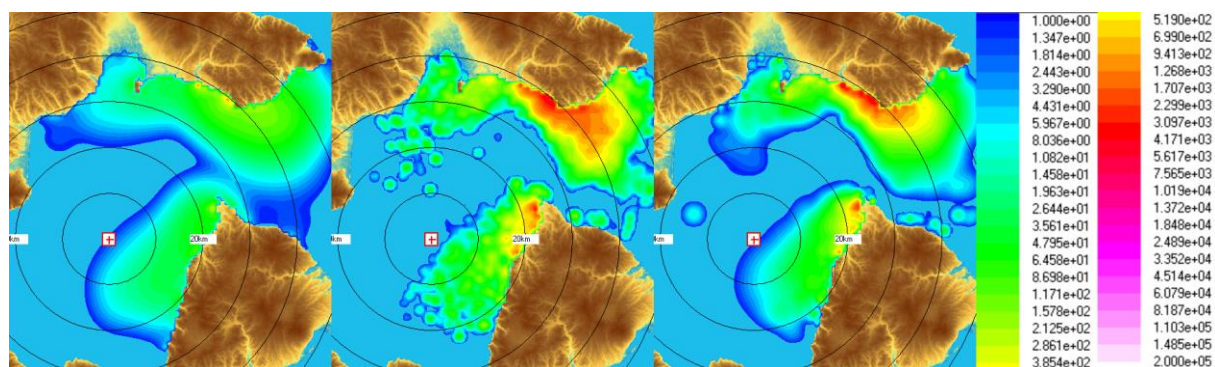 km
20km
km
20km
km
20km
1.000e+00
1.347e+00
1.814e+00
2.443e+00
3.290e+00
4.431e+00
5.967e+00
8.036e+00
1.082e+01
1.458e+01
1.963e+01
2.644e+01
3.561e+01
4.795e+01
6.458e+01
8.698e+01
1.171e+02
1.578e+02
2.125e+02
2.861e+02
3.854e+02
5.190e+02
6.990e+02
9.413e+02
1.268e+03
1.707e+03
2.299e+03
3.097e+03
4.171e+03
5.617e+03
7.565e+03
1.019e+04
1.372e+04
1.848e+04
2.489e+04
3.352e+04
4.514e+04
6.079e+04
8.187e+04
1.103e+05
1.485e+05
2.000e+05